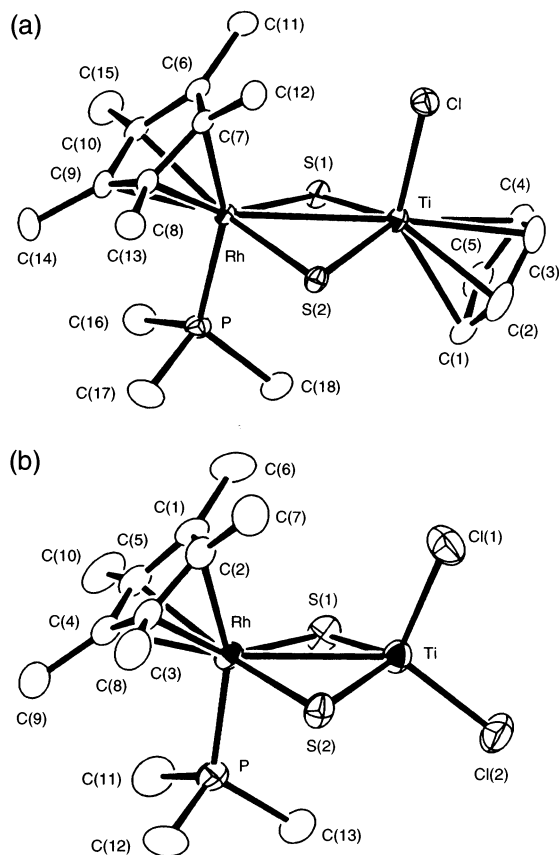 (a)
C(11)
C(6)
C(15)
C(12)
C(10)
C(7)
Cl
C(9)
S(1)
C(4)
Ti
C(5)
C(8)
C(3)
C(14)
C(13)
Rh
S(2)
C(2)
C(16)
P
C(1)
C(17)
C(18)
(b)
C(6)
C(1)
C(7)
C(5)
Cl(1)
C(10)
C(2)
Rh
S(1)
C(4)
Ti
C(8)
C(3)
C(9)
S(2)
Cl(2)
P
C(11)
C(13)
C(12)